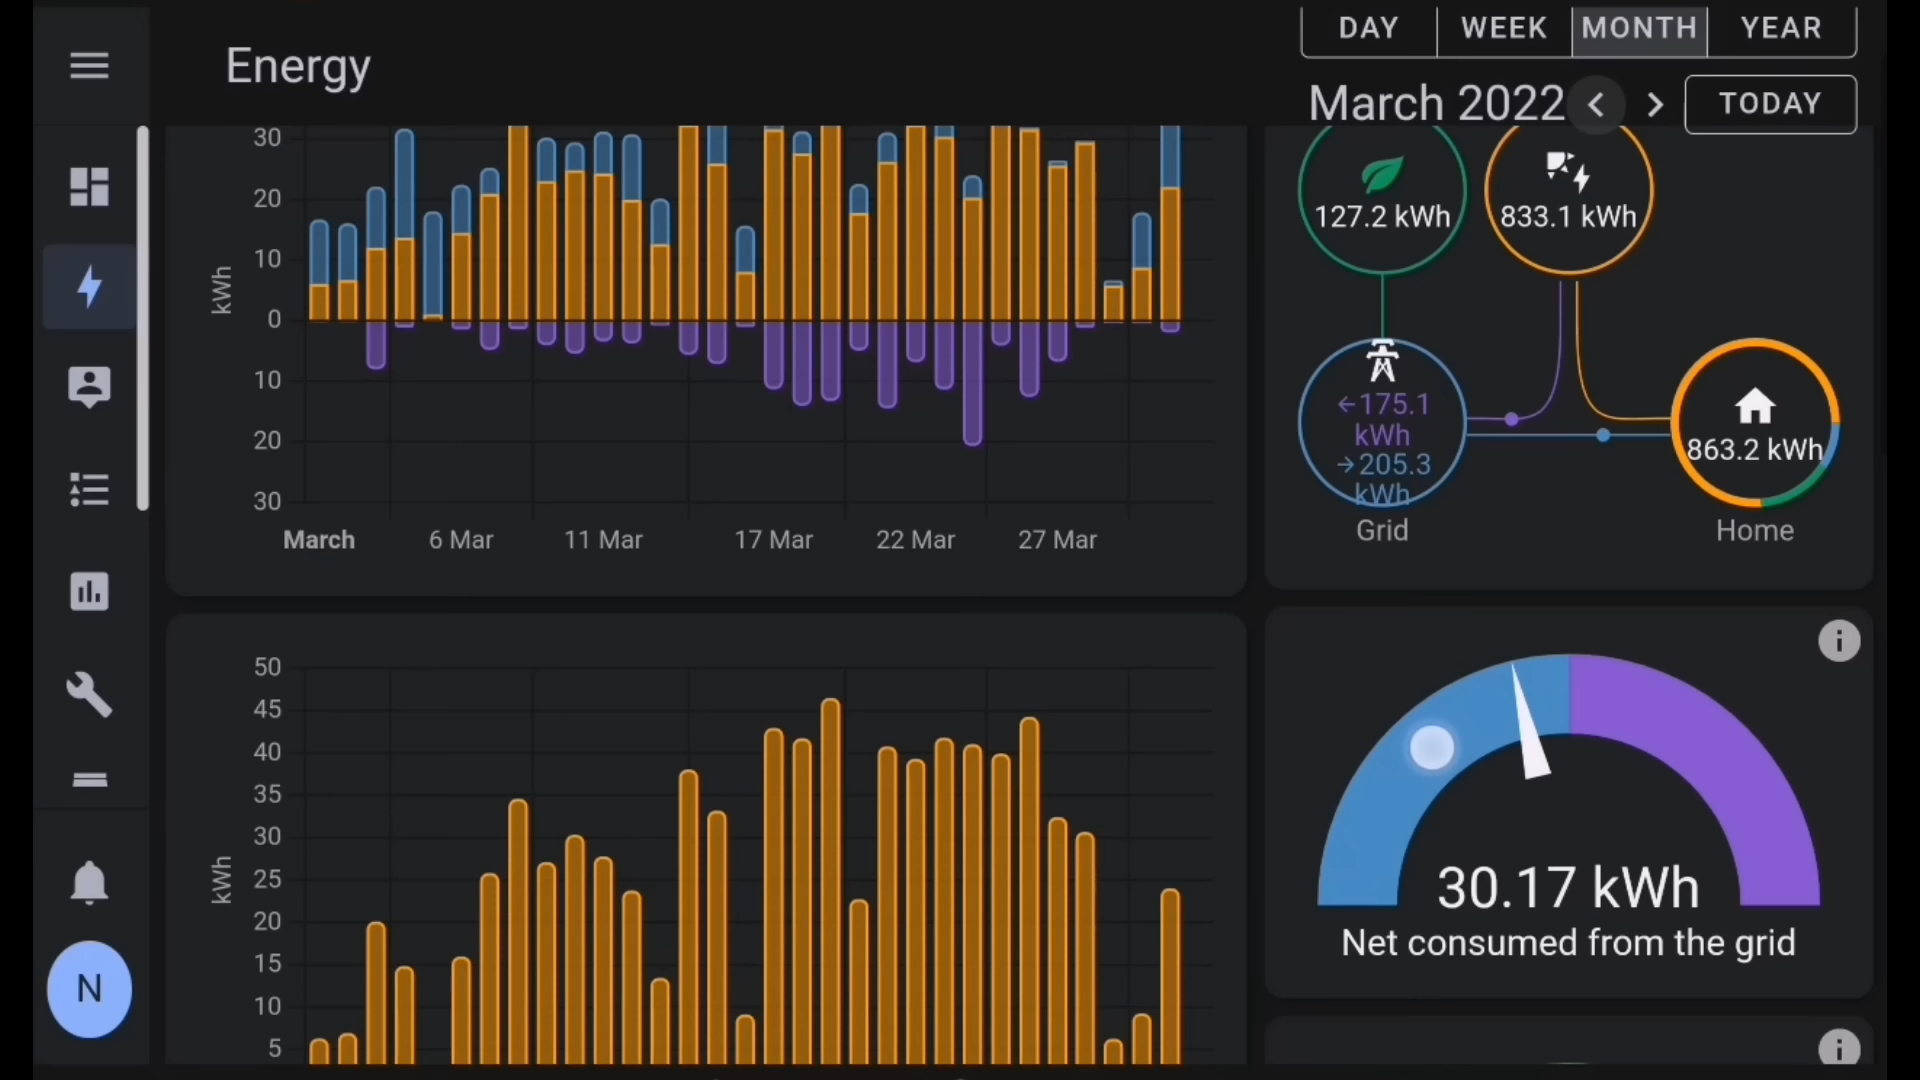 Energy
DAY
WEEK
MONTH
YEAR
March 2022
TODAY
30
20
10
0
10
20
30
kWh
March
6 Mar
11 Mar
17 Mar
22 Mar
27 Mar
127.2 kWh
833.1 kWh
←175.1
kWh
→205.3
kWh
Grid
863.2 kWh
Home
50
45
40
35
30
25
20
15
10
5
kWh
30.17 kWh
Net consumed from the grid
N